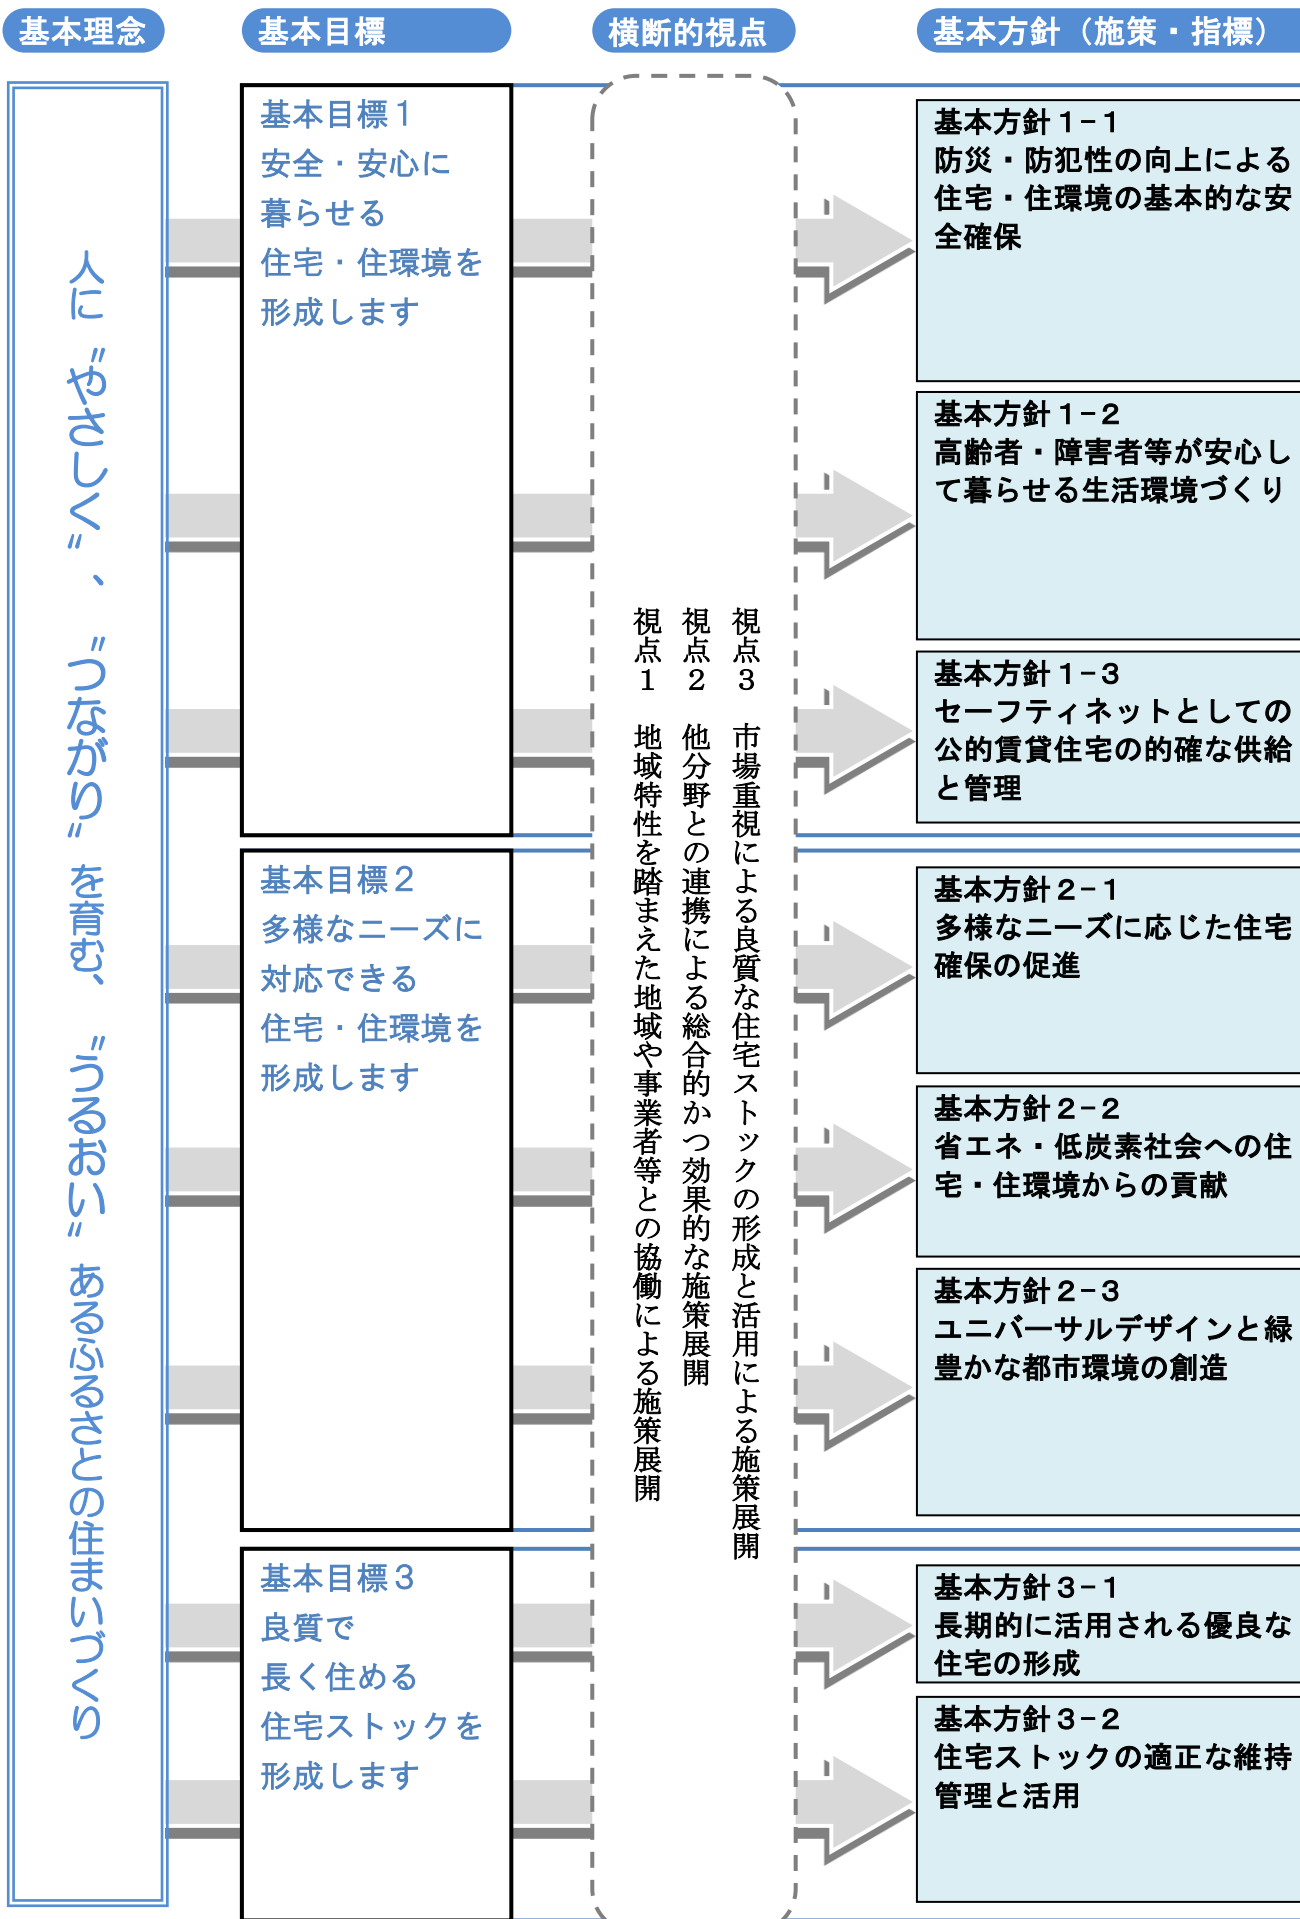 基本理念
基本目標
横断的視点
基本方針（施策・指標）
人に〝やさしく〟、〝つながり〟を育む、〝うるおい〟あるふるさとの住まいづくり
基本目標１
安全・安心に
暮らせる
住宅・住環境を
形成します
基本目標２
多様なニーズに
対応できる
住宅・住環境を
形成します
基本目標３
良質で
長く住める
住宅ストックを
形成します
視点３　市場重視による良質な住宅ストックの形成と活用による施策展開
視点２　他分野との連携による総合的かつ効果的な施策展開
視点１　地域特性を踏まえた地域や事業者等との協働による施策展開
基本方針１−１
防災・防犯性の向上による
住宅・住環境の基本的な安
全確保
基本方針１−２
高齢者・障害者等が安心し
て暮らせる生活環境づくり
基本方針１−３
セーフティネットとしての
公的賃貸住宅の的確な供給
と管理
基本方針２−１
多様なニーズに応じた住宅
確保の促進
基本方針２−２
省エネ・低炭素社会への住
宅・住環境からの貢献
基本方針２−３
ユニバーサルデザインと緑
豊かな都市環境の創造
基本方針３−１
長期的に活用される優良な
住宅の形成
基本方針３−２
住宅ストックの適正な維持
管理と活用